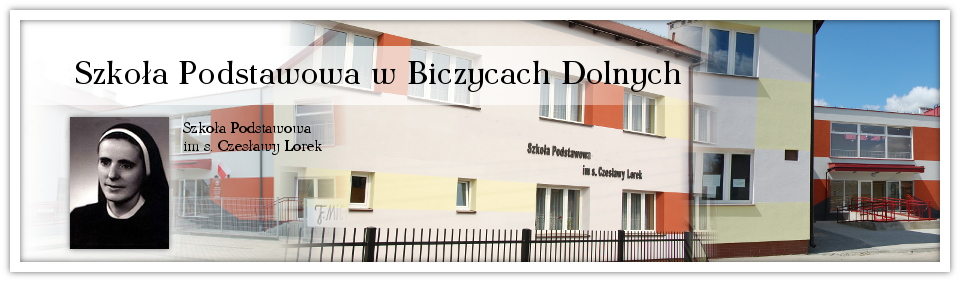 Szkoła Podstawowa w Biczycach Dolnych
Szkoła Podstawowa
im s. Czesławy Lorek
Szkoła Podstawowa
im s. Czesławy Lorek